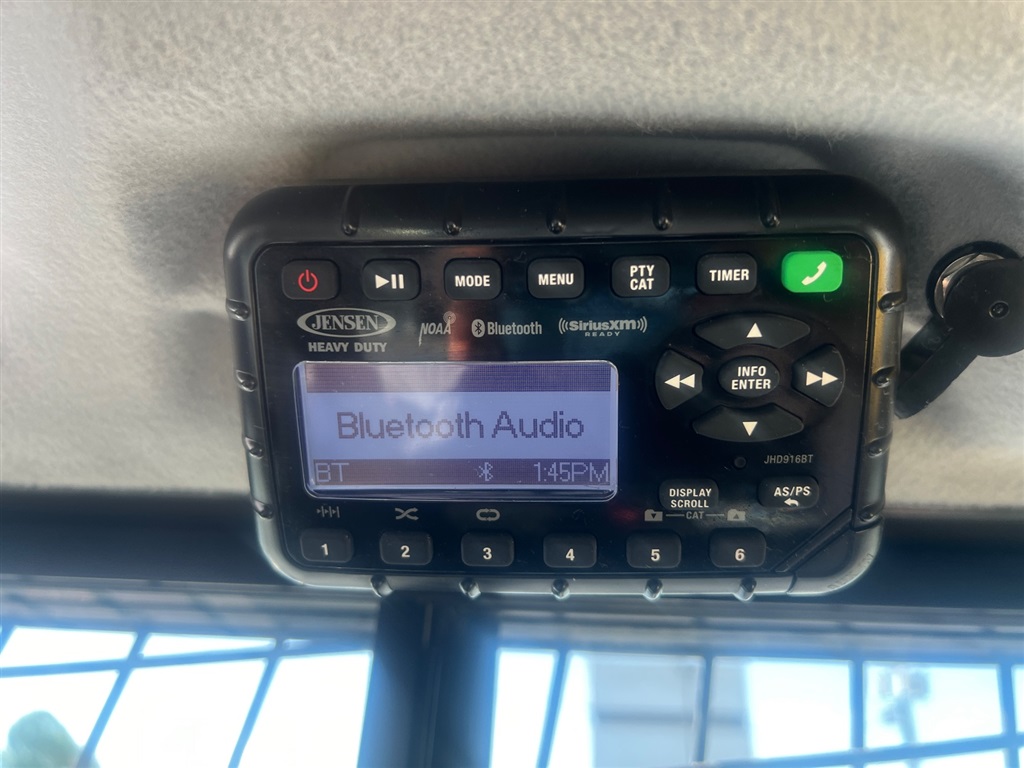 MODE
MENU
PTY
CAT
TIMER
JENSEN
HEAVY DUTY
NOAA
Bluetooth
SiriusXM
READY
INFO
ENTER
Bluetooth Audio
BT 1:45PM
JHD916BT
DISPLAY
SCROLL
AS/PS
CAT
1 2 3 4 5 6